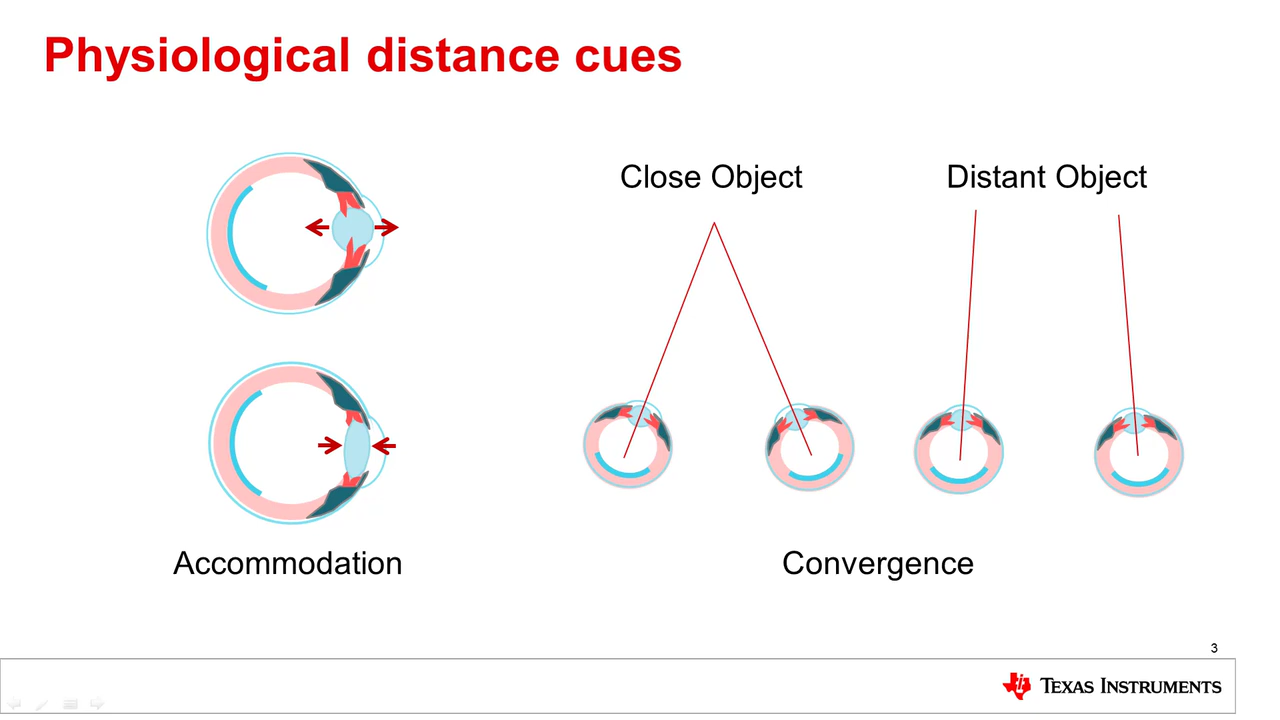 Physiological distance cues
Close Object
Distant Object
Accommodation
Convergence
3
TEXAS INSTRUMENTS